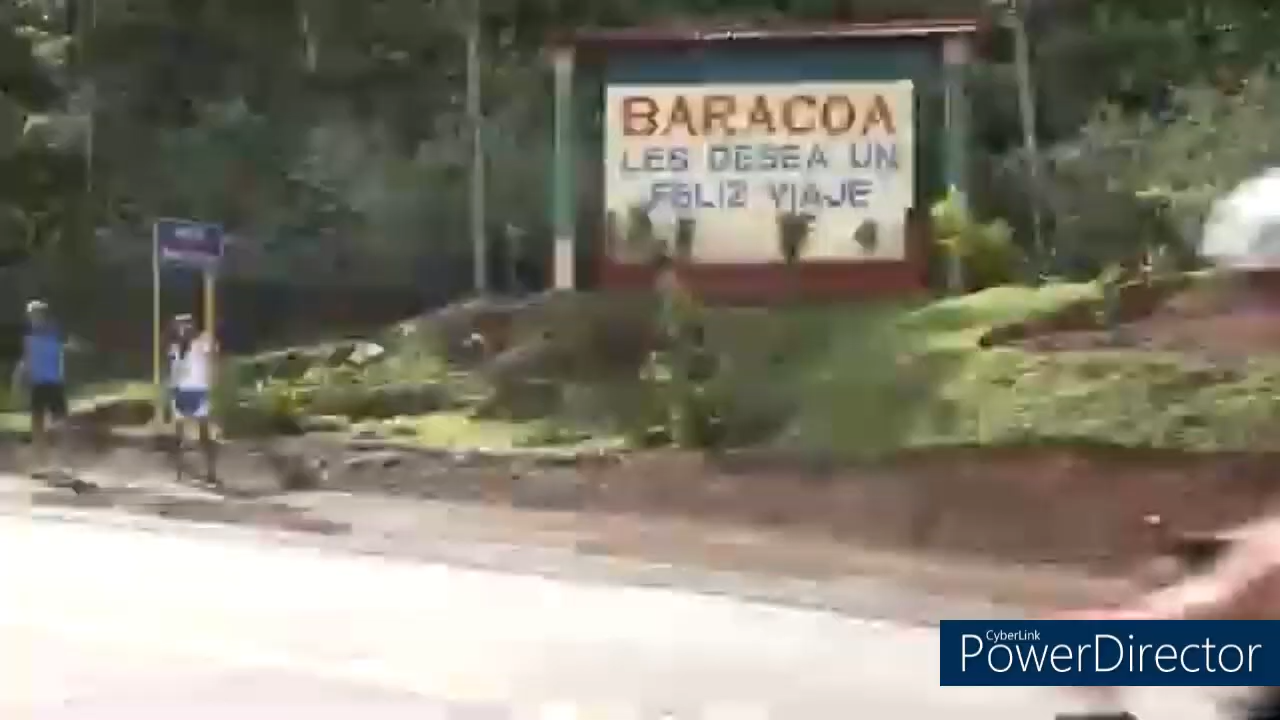 BARACOA
LES DESEA UN
FELIZ VIAJE
CyberLink
PowerDirector